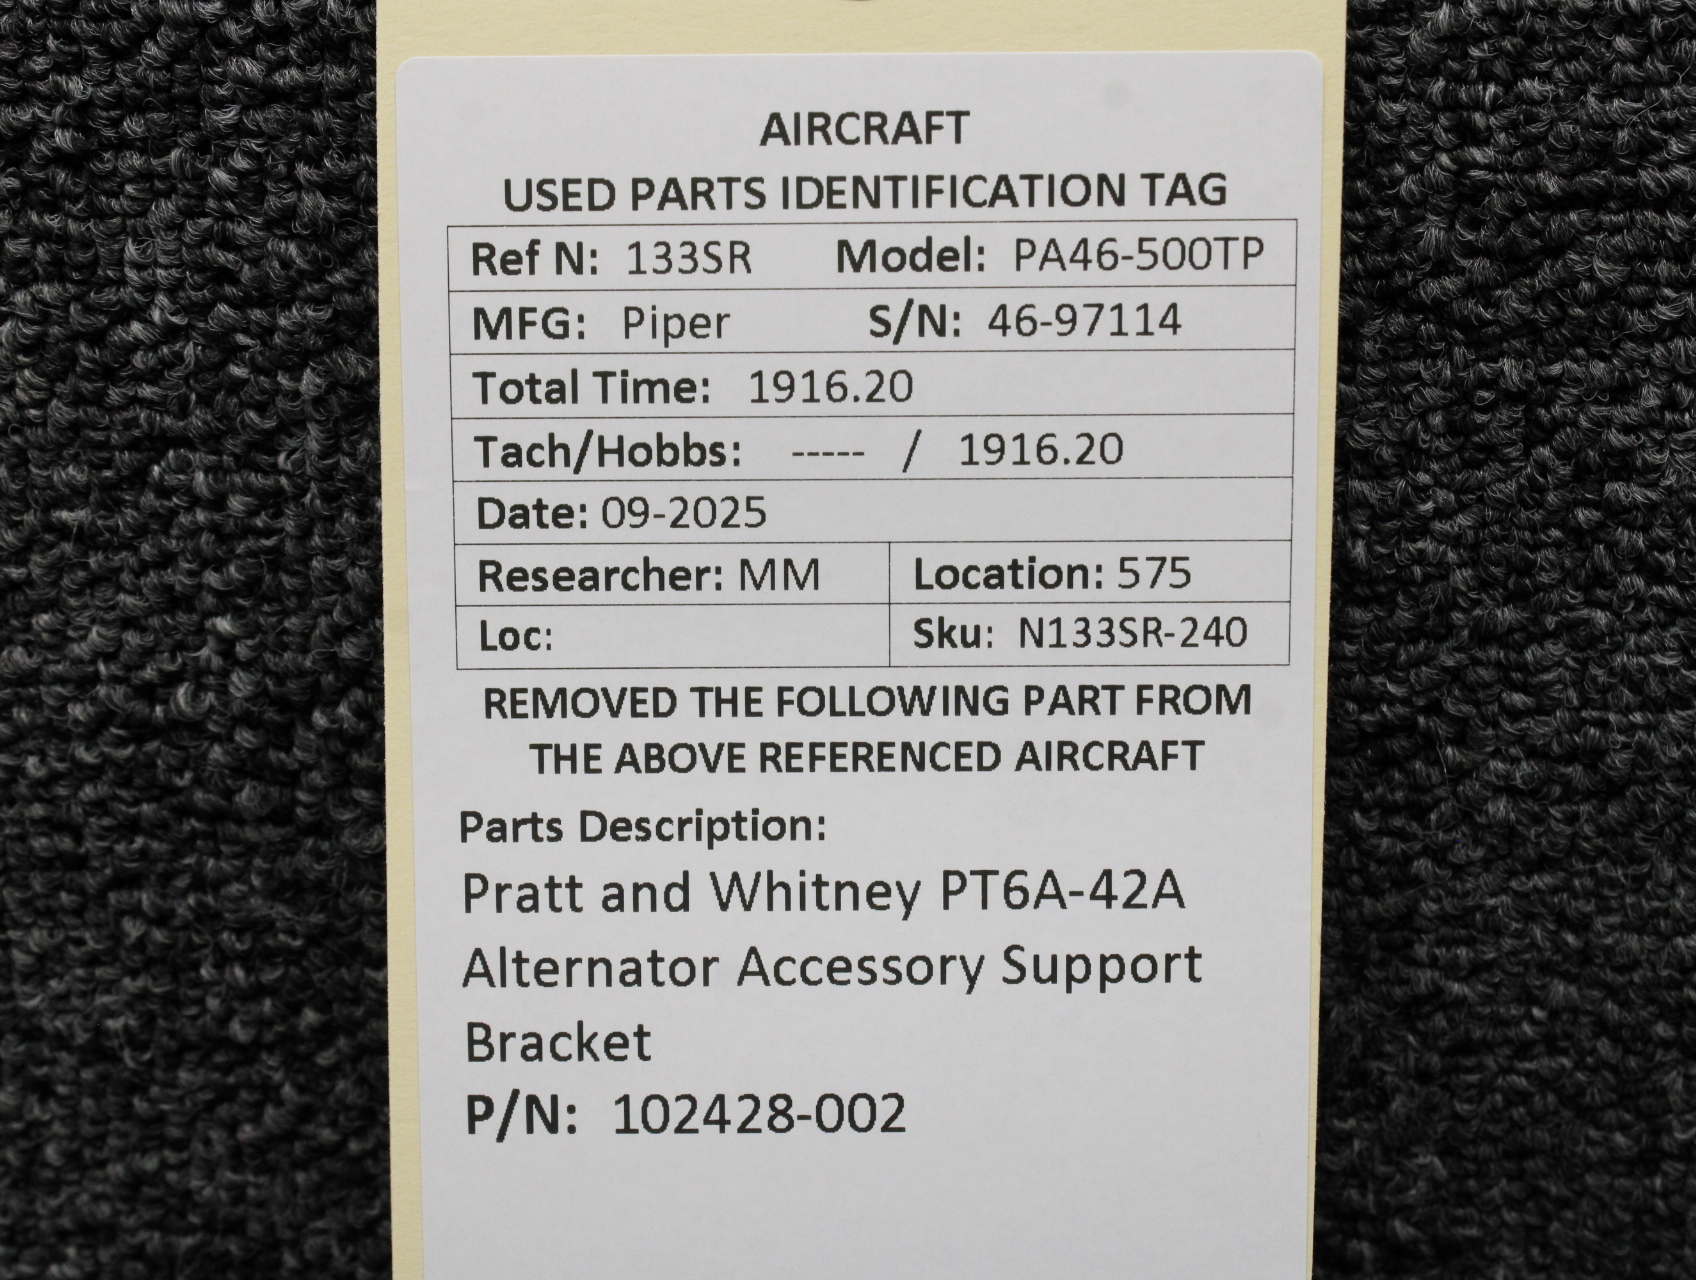 AIRCRAFT
USED PARTS IDENTIFICATION TAG
Ref N: 133SR Model: PA46-500TP
MFG: Piper S/N: 46-97114
Total Time: 1916.20
Tach/Hobbs: ----- / 1916.20
Date: 09-2025
Researcher: MM Location: 575
Loc: Sku: N133SR-240
REMOVED THE FOLLOWING PART FROM
THE ABOVE REFERENCED AIRCRAFT
Parts Description:
Pratt and Whitney PT6A-42A
Alternator Accessory Support
Bracket
P/N: 102428-002